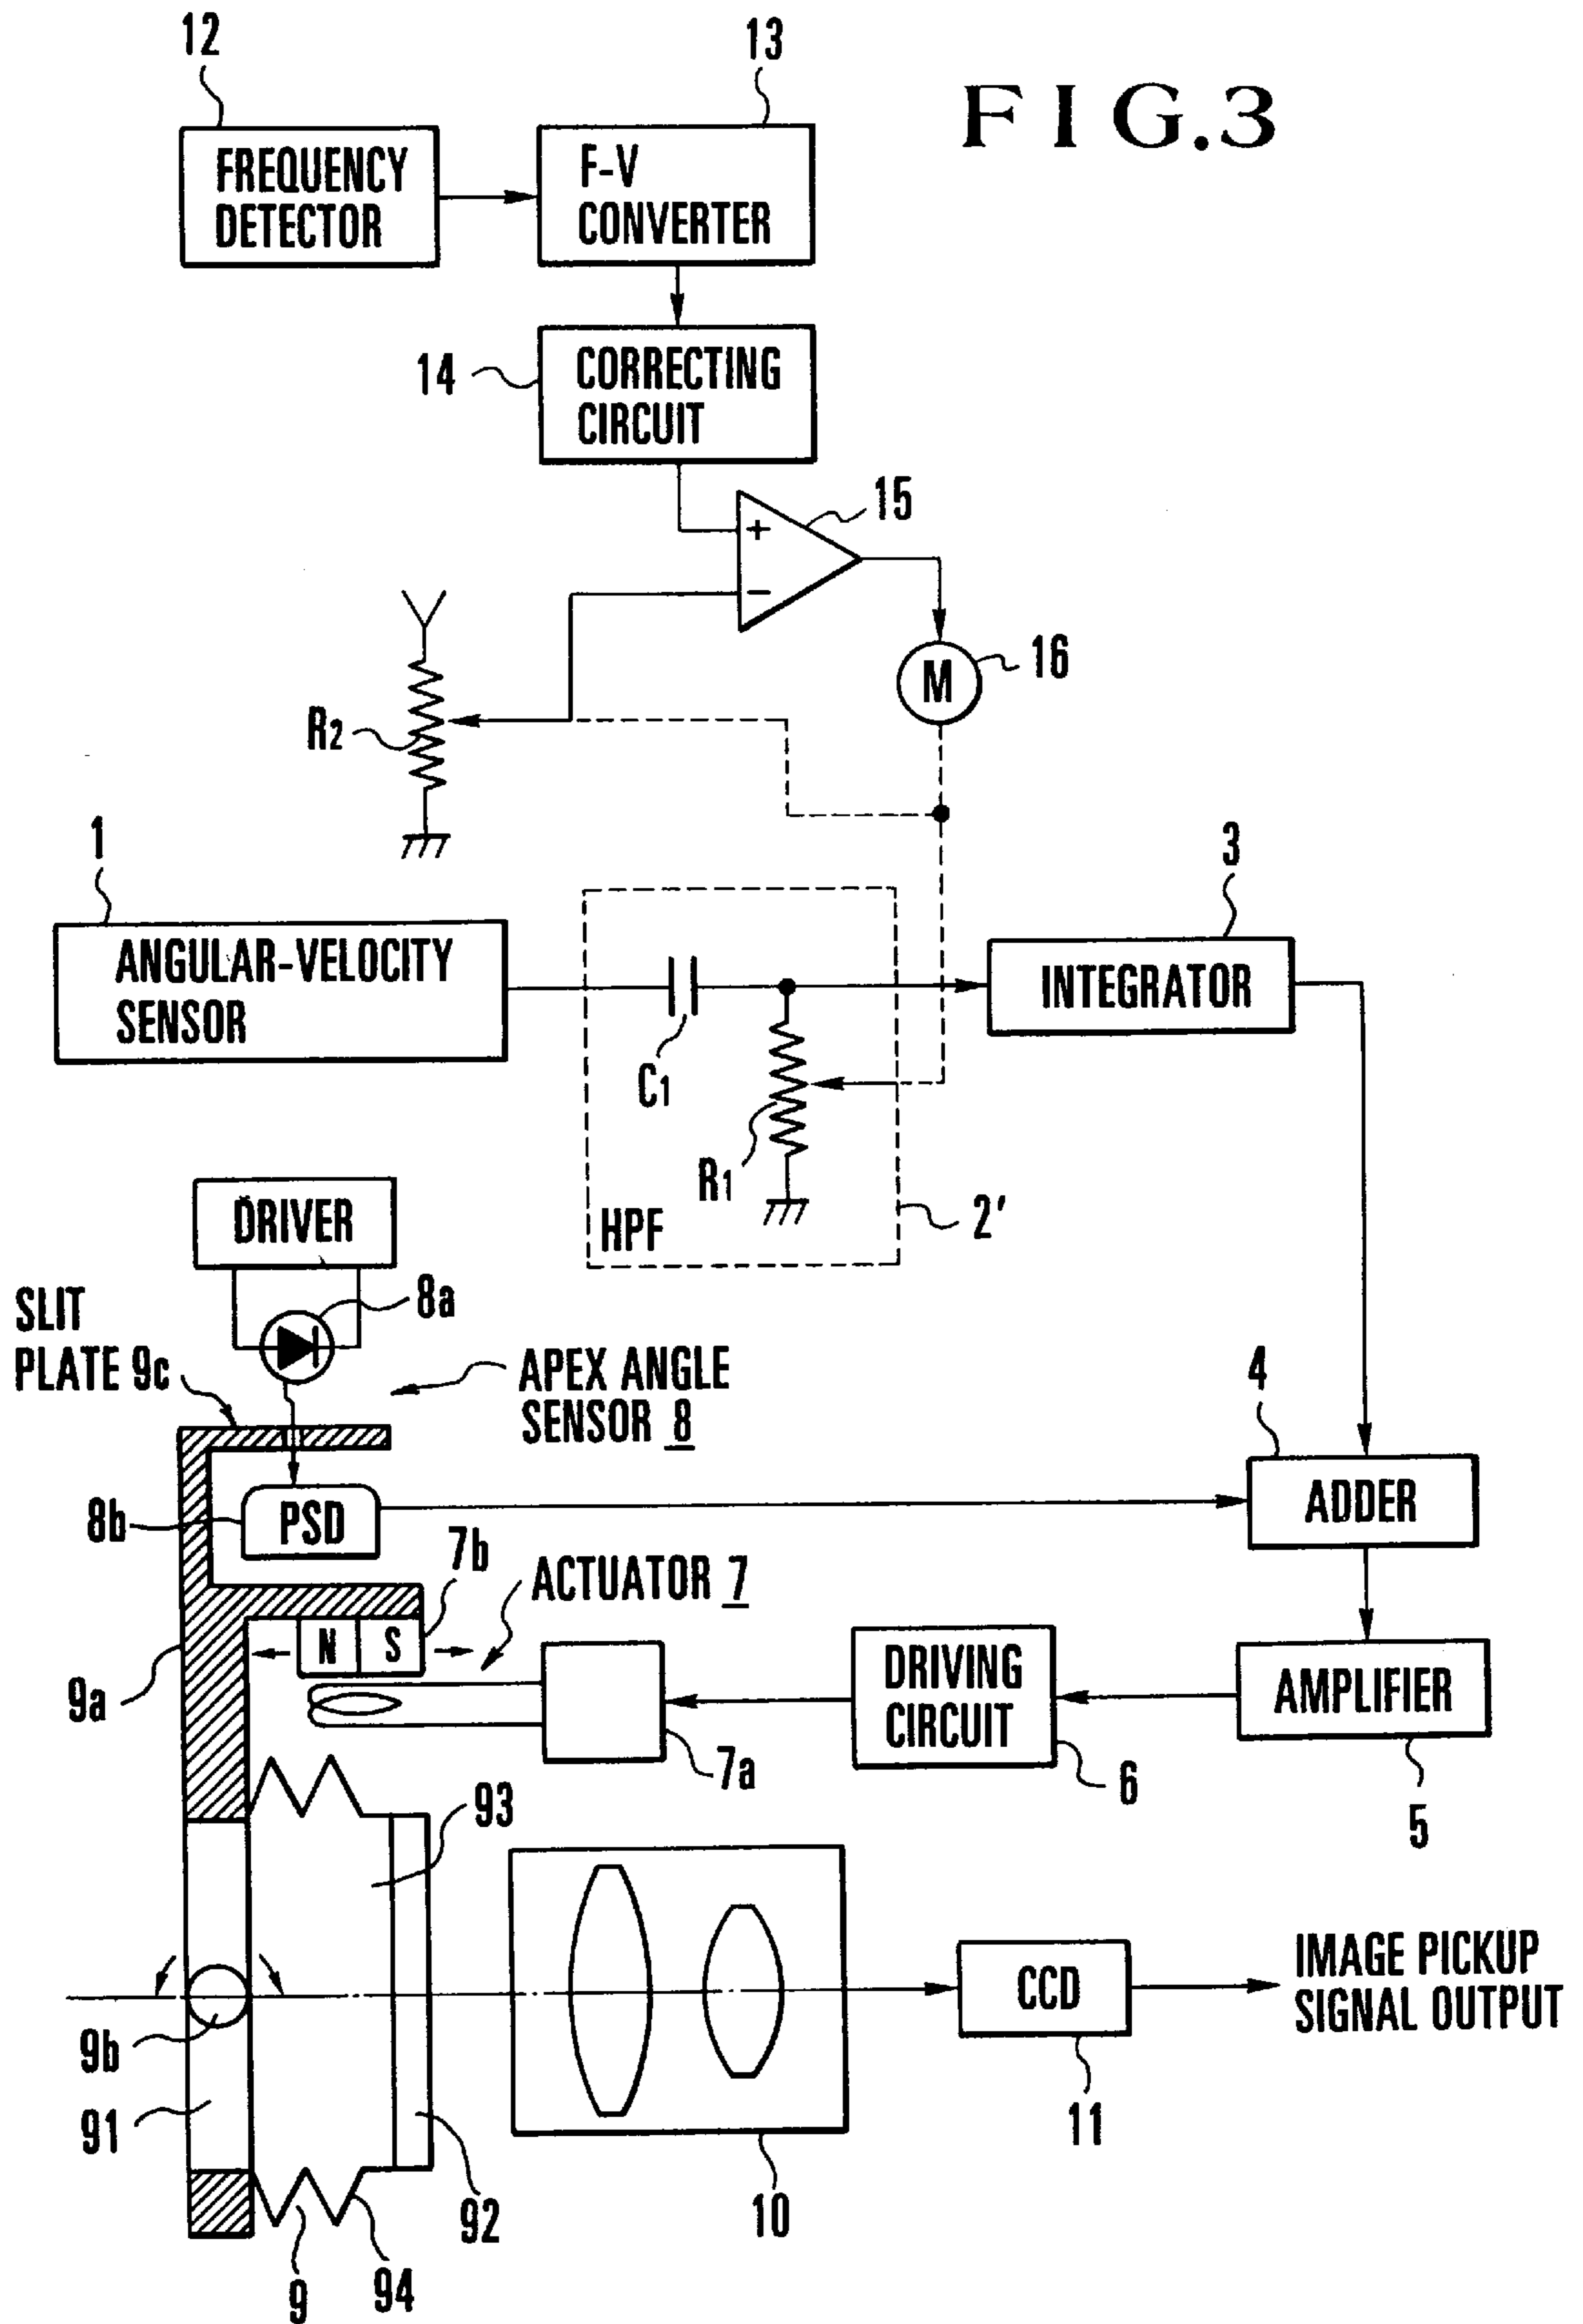 12
13
FIG.3
FREQUENCY
DETECTOR
F-V
CONVERTER
14
CORRECTING
CIRCUIT
15
+
−
16
M
R2
1
3
ANGULAR-VELOCITY
SENSOR
INTEGRATOR
C1
R1
HPF
2'
DRIVER
8a
SLIT
PLATE 9c
APEX ANGLE
SENSOR 8
4
ADDER
8b
PSD
7b
ACTUATOR 7
N
S
9a
DRIVING
CIRCUIT
AMPLIFIER
7a
6
5
93
CCD
IMAGE PICKUP
SIGNAL OUTPUT
9b
91
11
92
10
9
94